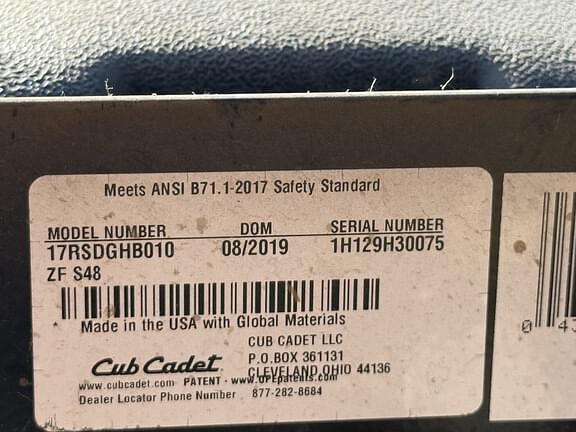 Meets ANSI B71.1-2017 Safety Standard
MODEL NUMBER DOM SERIAL NUMBER
17RSDGHB010 08/2019 1H129H30075
ZF S48
Made in the USA with Global Materials
CUB CADET LLC
Cub Cadet P.O.BOX 361131
CLEVELAND,OHIO 44136
www.cubcadet.com PATENT - www.OPEpatents.com
Dealer Locator Phone Number 877-282-8684
0 43